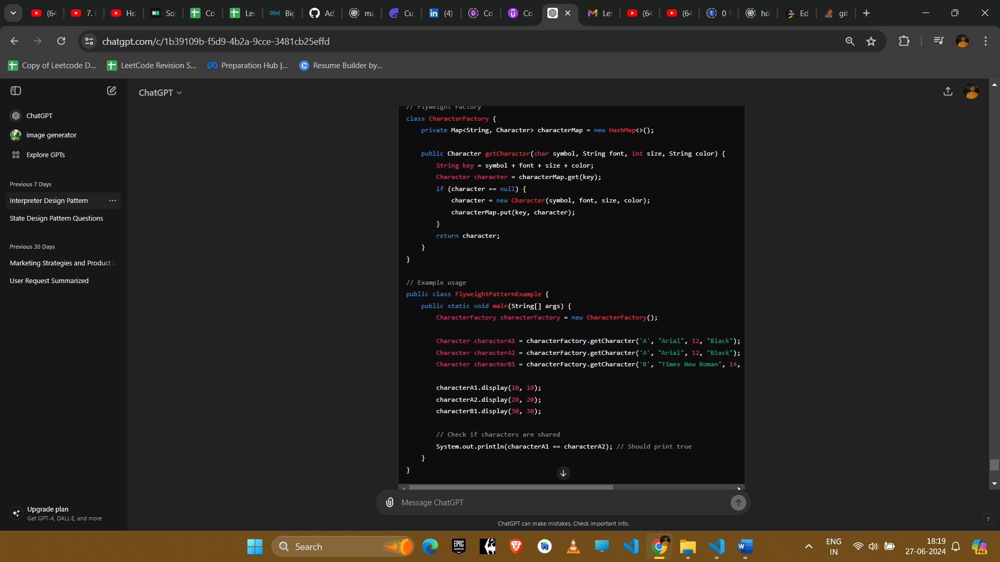 (64
7. I
Ho
So
Co
Lee
O(n) Big
Ad
ma
Cu
(4)
Co
Co
Let
(64
(64
0 1
ho
Ed
git
chatgpt.com/c/1b39109b-f5d9-4b2a-9cce-3481cb25effd
Copy of Leetcode D...
LeetCode Revision S...
Preparation Hub |...
Resume Builder by...
ChatGPT
ChatGPT
image generator
Explore GPTs
Previous 7 Days
Interpreter Design Pattern
State Design Pattern Questions
Previous 30 Days
Marketing Strategies and Product L
User Request Summarized
Upgrade plan
Get GPT-4, DALL·E, and more
// Flyweight Factory
class CharacterFactory {
private Map<String, Character> characterMap = new HashMap<>();
public Character getCharacter(char symbol, String font, int size, String color) {
String key = symbol + font + size + color;
Character character = characterMap.get(key);
if (character == null) {
character = new Character(symbol, font, size, color);
characterMap.put(key, character);
}
return character;
}
}
// Example usage
public class FlyweightPatternExample {
public static void main(String[] args) {
CharacterFactory characterFactory = new CharacterFactory();
Character characterA1 = characterFactory.getCharacter('A', "Arial", 12, "Black");
Character characterA2 = characterFactory.getCharacter('A', "Arial", 12, "Black");
Character characterB1 = characterFactory.getCharacter('B', "Times New Roman", 14,
characterA1.display(10, 10);
characterA2.display(20, 20);
characterB1.display(30, 30);
// Check if characters are shared
System.out.println(characterA1 == characterA2); // Should print true
}
}
Message ChatGPT
ChatGPT can make mistakes. Check important info.
?
Search
EPIC GAMES
ENG
IN
18:19
27-06-2024
PRE